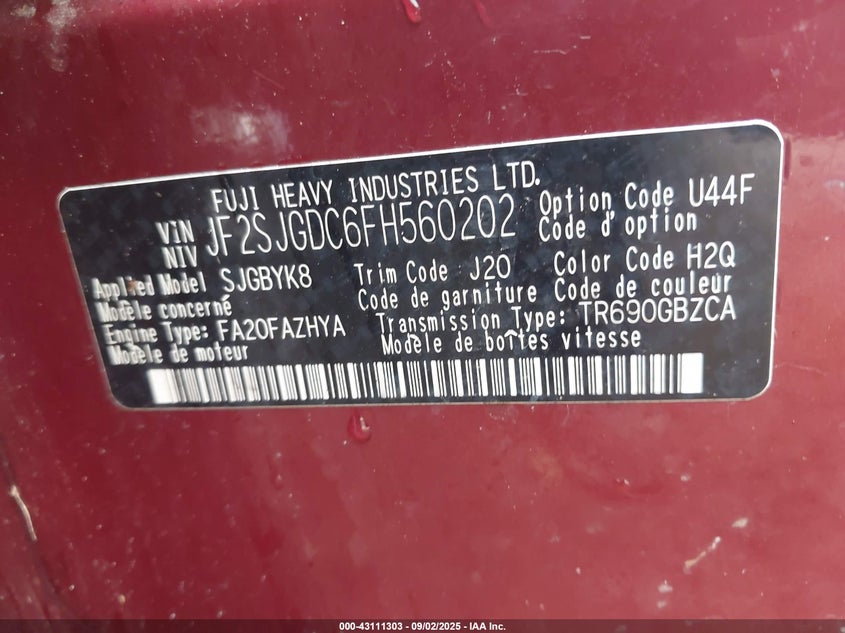 FUJI HEAVY INDUSTRIES LTD.
VIN
NIV JF2SJGDC6FH560202 Option Code U44F
Code d'option
Applied Model SJGBYK8 Trim Code J20 Color Code H2Q
Modèle concerné Code de garniture Code de couleur
Engine Type: FA20FAZHYA Transmission Type: TR690GBZCA
Modèle de moteur Modèle de boîtes vitesse
000-43111303 - 09/02/2025 - IAA Inc.